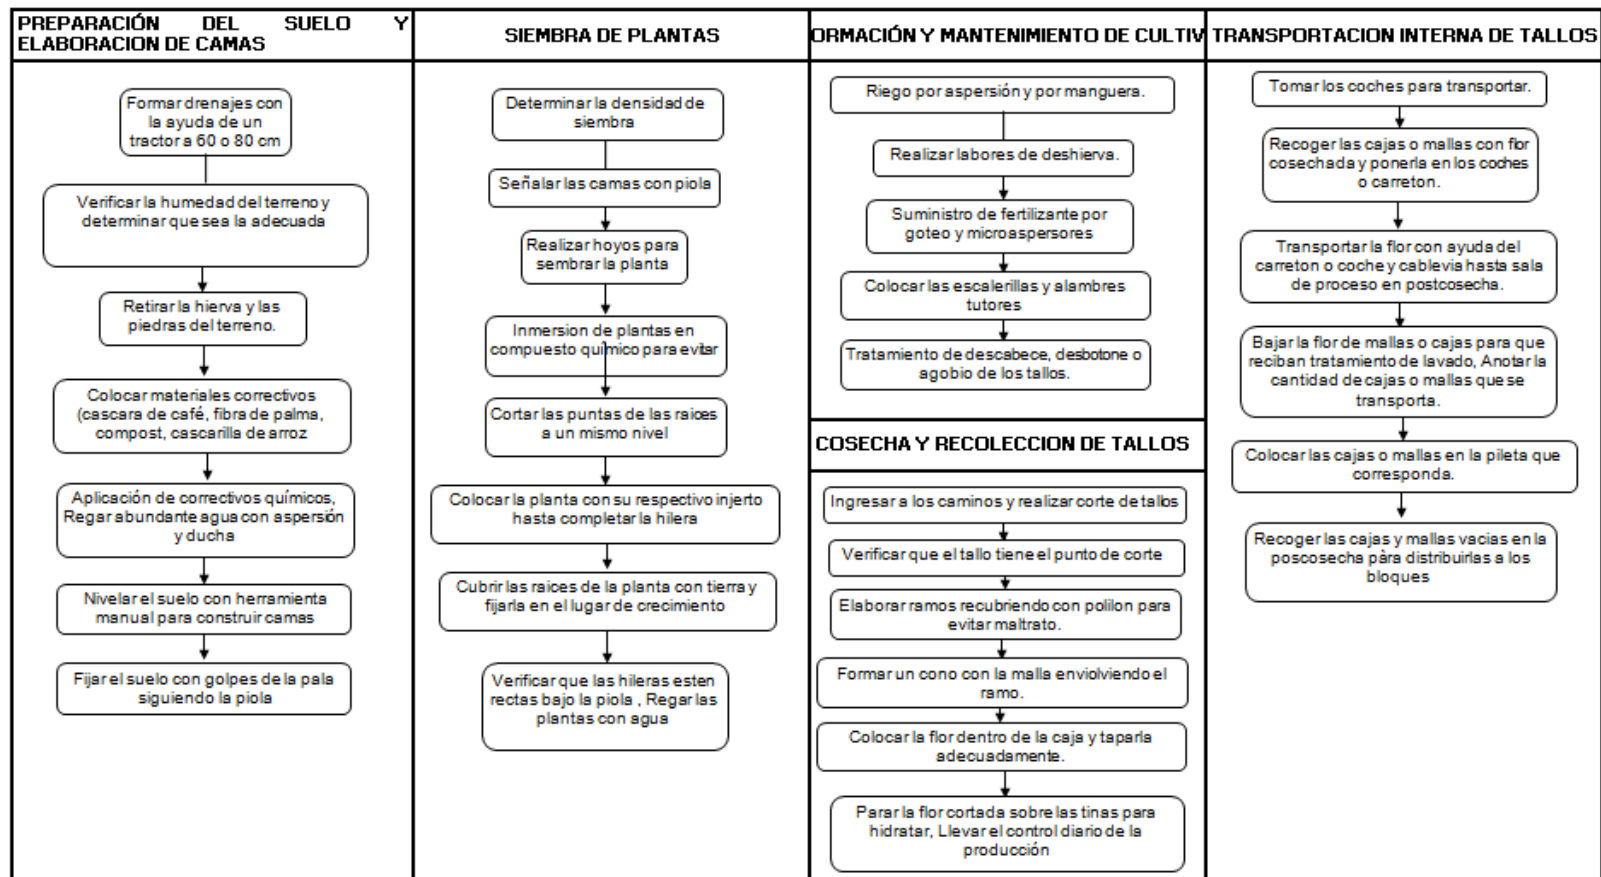 PREPARACIÓN DEL SUELO Y
ELABORACION DE CAMAS
Formar drenajes con
la ayuda de un
tractor a 60 o 80 cm
Verificar la humedad del terreno y
determinar que sea la adecuada
Retirar la hierva y las
piedras del terreno.
Colocar materiales correctivos
(cascara de café, fibra de palma,
compost, cascarilla de arroz
Aplicación de correctivos químicos,
Regar abundante agua con aspersión
y ducha
Nivelar el suelo con herramienta
manual para construir camas
Fijar el suelo con golpes de la pala
siguiendo la piola
SIEMBRA DE PLANTAS
Determinar la densidad de
siembra
Señalar las camas con piola
Realizar hoyos para
sembrar la planta
Inmersion de plantas en
compuesto químico para evitar
Cortar las puntas de las raices
a un mismo nivel
Colocar la planta con su respectivo injerto
hasta completar la hilera
Cubrir las raices de la planta con tierra y
fijarla en el lugar de crecimiento
Verificar que las hileras esten
rectas bajo la piola , Regar las
plantas con agua
ORMACIÓN Y MANTENIMIENTO DE CULTIV
Riego por aspersión y por manguera.
Realizar labores de deshierva.
Suministro de fertilizante por
goteo y microaspersores
Colocar las escalerillas y alambres
tutores
Tratamiento de descabece, desbotone o
agobio de los tallos.
COSECHA Y RECOLECCION DE TALLOS
Ingresar a los caminos y realizar corte de tallos
Verificar que el tallo tiene el punto de corte
Elaborar ramos recubriendo con polilon para
evitar maltrato.
Formar un cono con la malla enviolviendo el
ramo.
Colocar la flor dentro de la caja y taparla
adecuadamente.
Parar la flor cortada sobre las tinas para
hidratar, Llevar el control diario de la
producción
TRANSPORTACION INTERNA DE TALLOS
Tomar los coches para transportar.
Recoger las cajas o mallas con flor
cosechada y ponerla en los coches
o carreton.
Transportar la flor con ayuda del
carreton o coche y cablevia hasta sala
de proceso en postcosecha.
Bajar la flor de mallas o cajas para que
reciban tratamiento de lavado, Anotar la
cantidad de cajas o mallas que se
transporta.
Colocar las cajas o mallas en la pileta que
corresponda.
Recoger las cajas y mallas vacias en la
poscosecha pàra distribuirlas a los
bloques